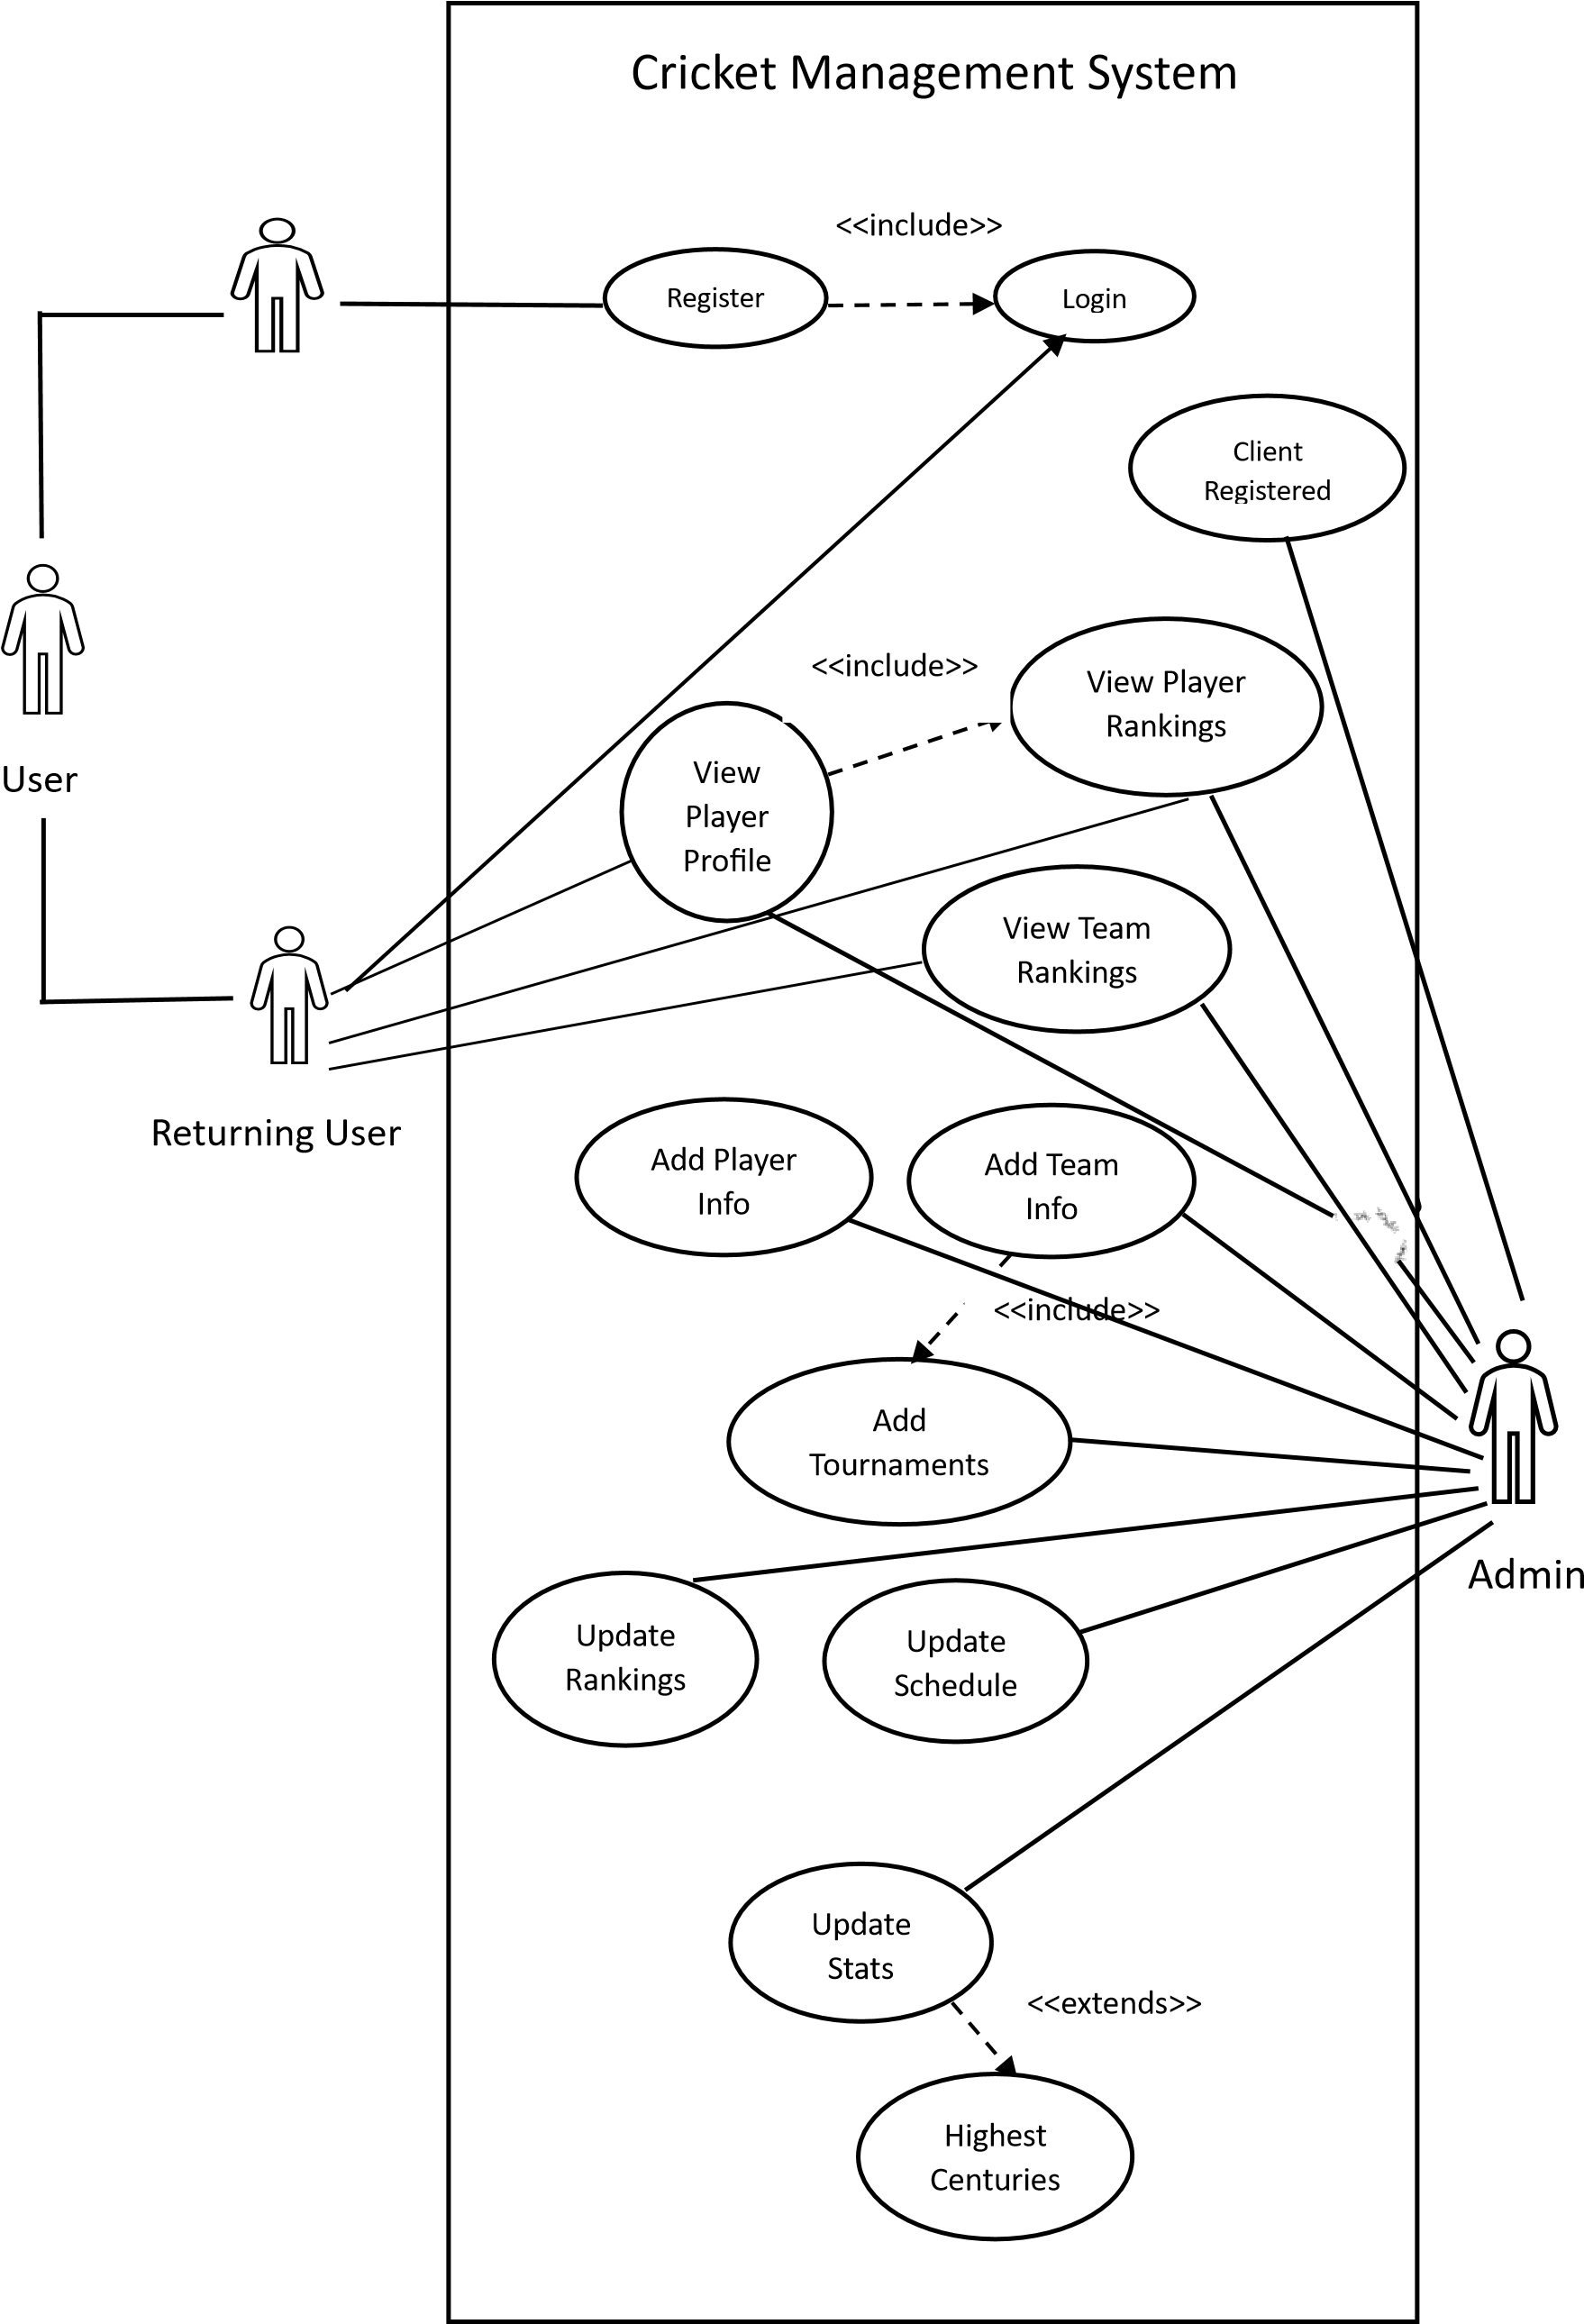 Cricket Management System
<<include>>
Register
Login
Client
Registered
<<include>>
View Player
Rankings
User
View
Player
Profile
View Team
Rankings
Returning User
Add Player
Info
Add Team
Info
<<include>>
Add
Tournaments
Admin
Update
Rankings
Update
Schedule
Update
Stats
<<extends>>
Highest
Centuries